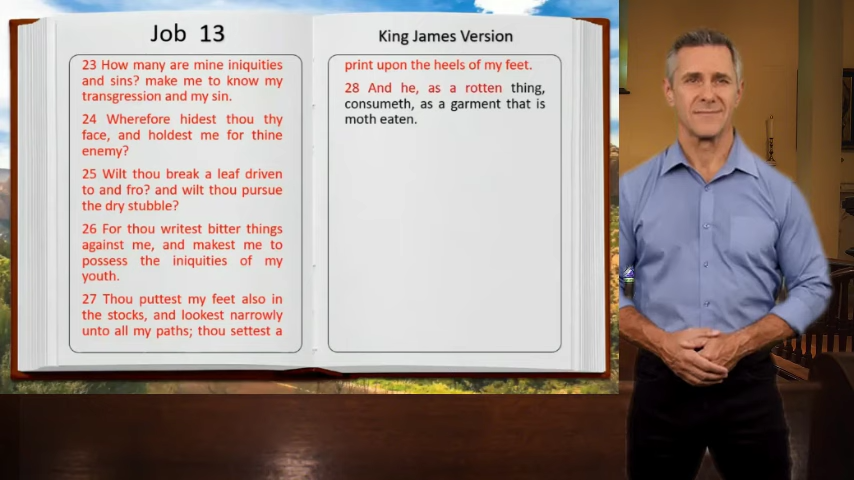 Job 13
23 How many are mine iniquities
and sins? make me to know my
transgression and my sin.
24 Wherefore hidest thou thy
face, and holdest me for thine
enemy?
25 Wilt thou break a leaf driven
to and fro? and wilt thou pursue
the dry stubble?
26 For thou writest bitter things
against me, and makest me to
possess the iniquities of my
youth.
27 Thou puttest my feet also in
the stocks, and lookest narrowly
unto all my paths; thou settest a
King James Version
print upon the heels of my feet.
28 And he, as a rotten thing,
consumeth, as a garment that is
moth eaten.